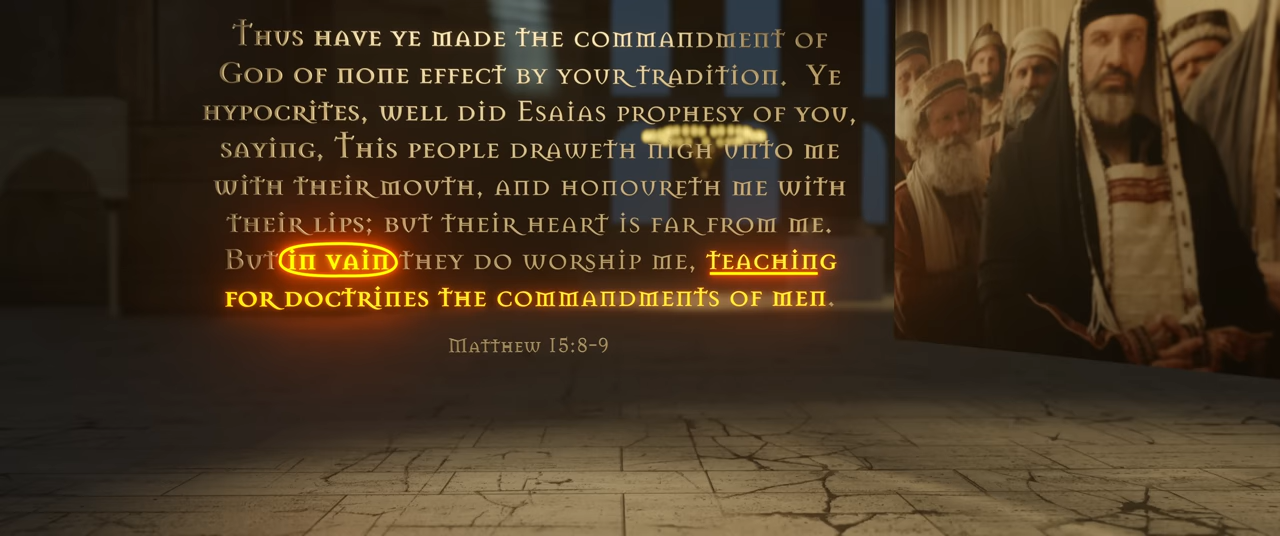 Thus have ye made the commandment of
God of none effect by your tradition. Ye
hypocrites, well did Esaias prophesy of you,
saying, This people draweth nigh unto me
with their mouth, and honoureth me with
their lips; but their heart is far from me.
But in vain they do worship me, teaching
for doctrines the commandments of men.
Matthew 15:8-9